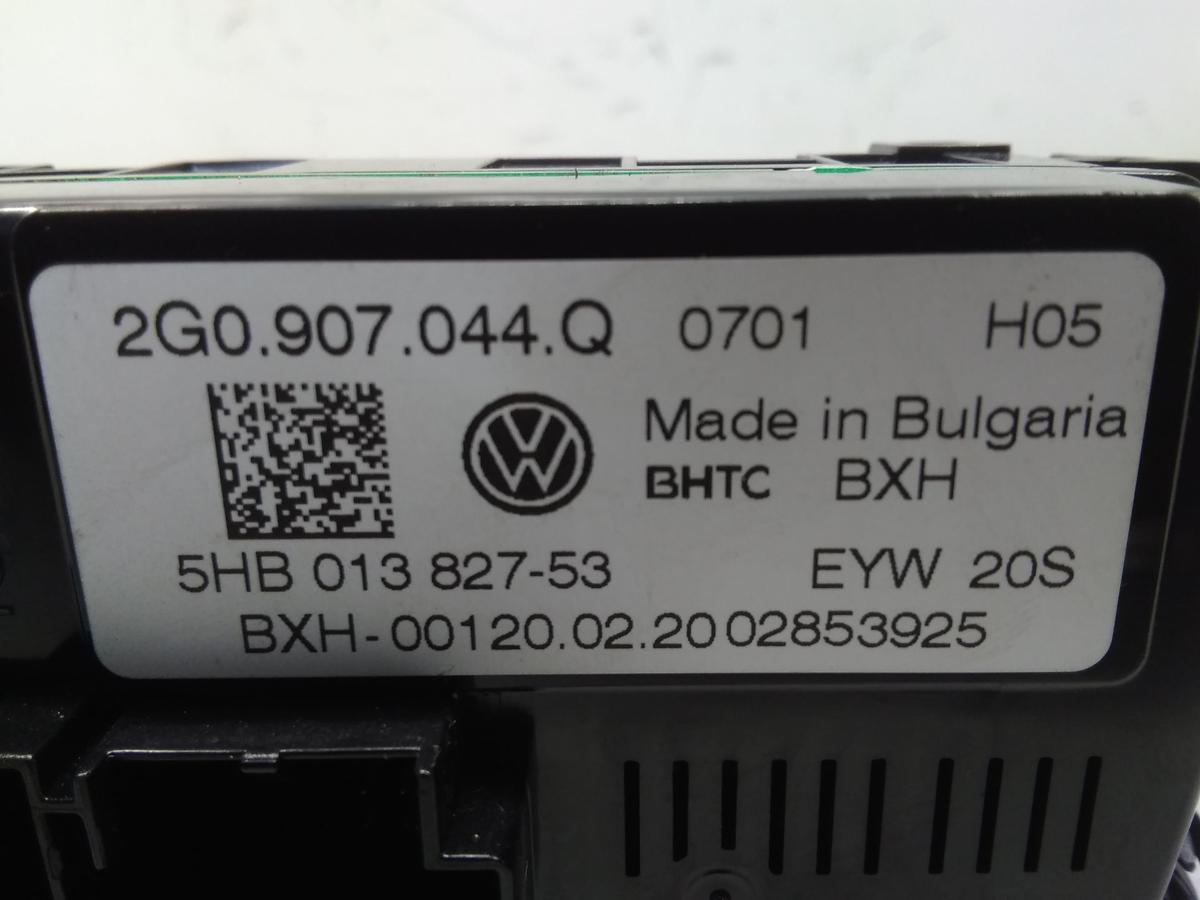 2G0.907.044.Q 0701 H05
Made in Bulgaria
BHTC BXH
5HB 013 827-53 EYW 20S
BXH-00120.02.2002853925